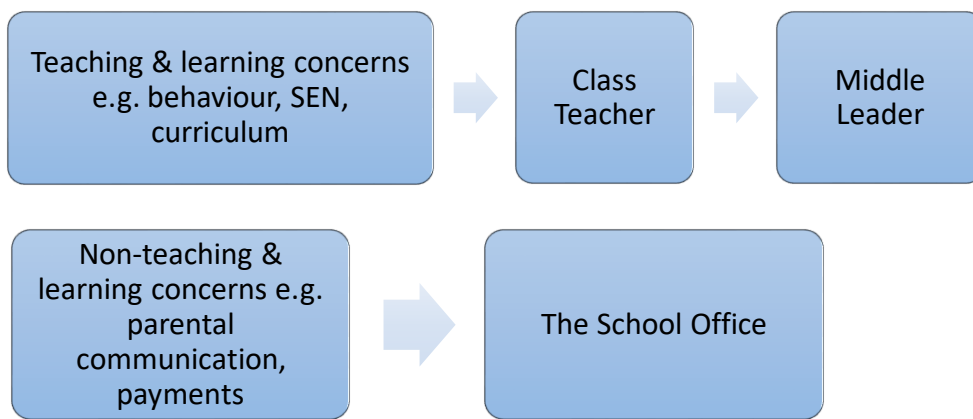 Teaching & learning concerns
e.g. behaviour, SEN,
curriculum
Class
Teacher
Middle
Leader
Non-teaching &
learning concerns e.g.
parental
communication,
payments
The School Office